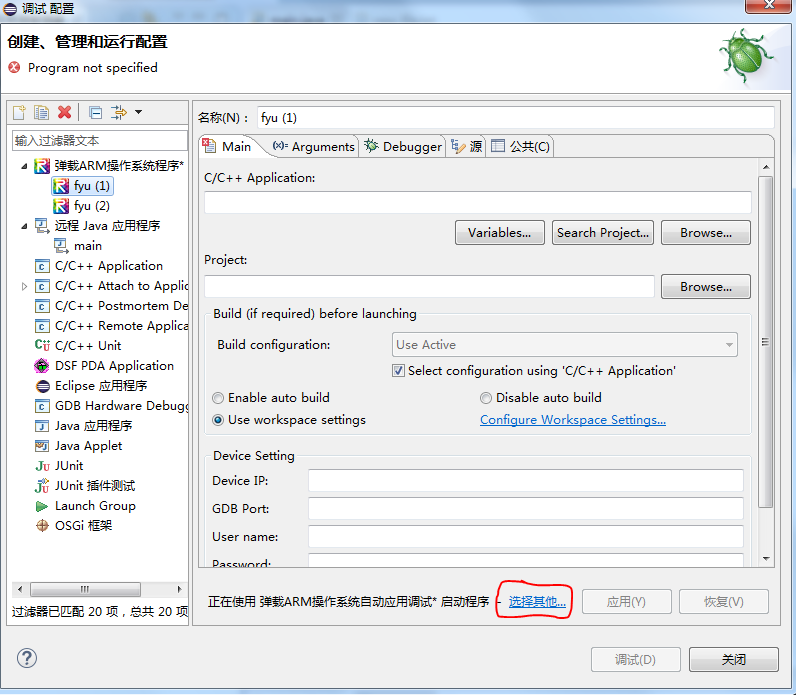 调试 配置
创建、管理和运行配置
Program not specified
输入过滤器文本
弹载ARM操作系统程序*
fyu (1)
fyu (2)
远程 Java 应用程序
main
C/C++ Application
C/C++ Attach to Applic
C/C++ Postmortem De
C/C++ Remote Applica
C/C++ Unit
DSF PDA Application
Eclipse 应用程序
GDB Hardware Debugg
Java 应用程序
Java Applet
JUnit
JUnit 插件测试
Launch Group
OSGi 框架
过滤器已匹配 20 项，总共 20 项
名称(N)： fyu (1)
Main Arguments Debugger 源 公共(C)
C/C++ Application:
Variables... Search Project... Browse...
Project:
Browse...
Build (if required) before launching
Build configuration: Use Active
Select configuration using 'C/C++ Application'
Enable auto build Disable auto build
Use workspace settings Configure Workspace Settings...
Device Setting
Device IP:
GDB Port:
User name:
Password:
正在使用 弹载ARM操作系统自动应用调试* 启动程序 - 选择其他...
应用(Y) 恢复(V)
调试(D) 关闭